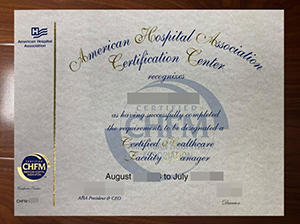 H
American Hospital
Association
American Hospital Association
Certification Center
recognizes
CERTIFIED
CHFM
as having successfully completed
the requirements to be designated a
Certified Healthcare
Facility Manager
CHFM
August to July
CHFM
AHA President & CEO